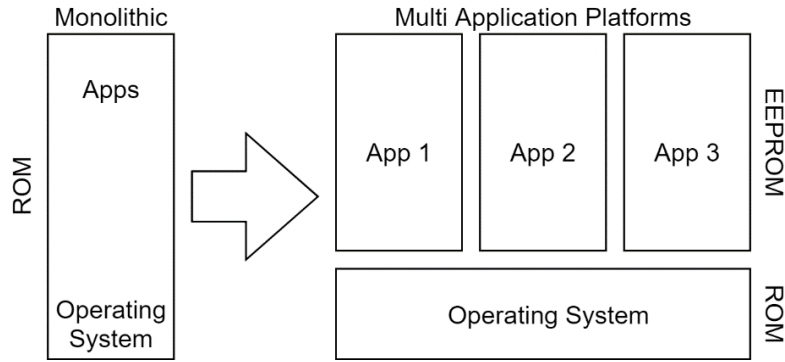 Monolithic
ROM
Apps
Operating
System
Multi Application Platforms
App 1
App 2
App 3
EEPROM
Operating System
ROM